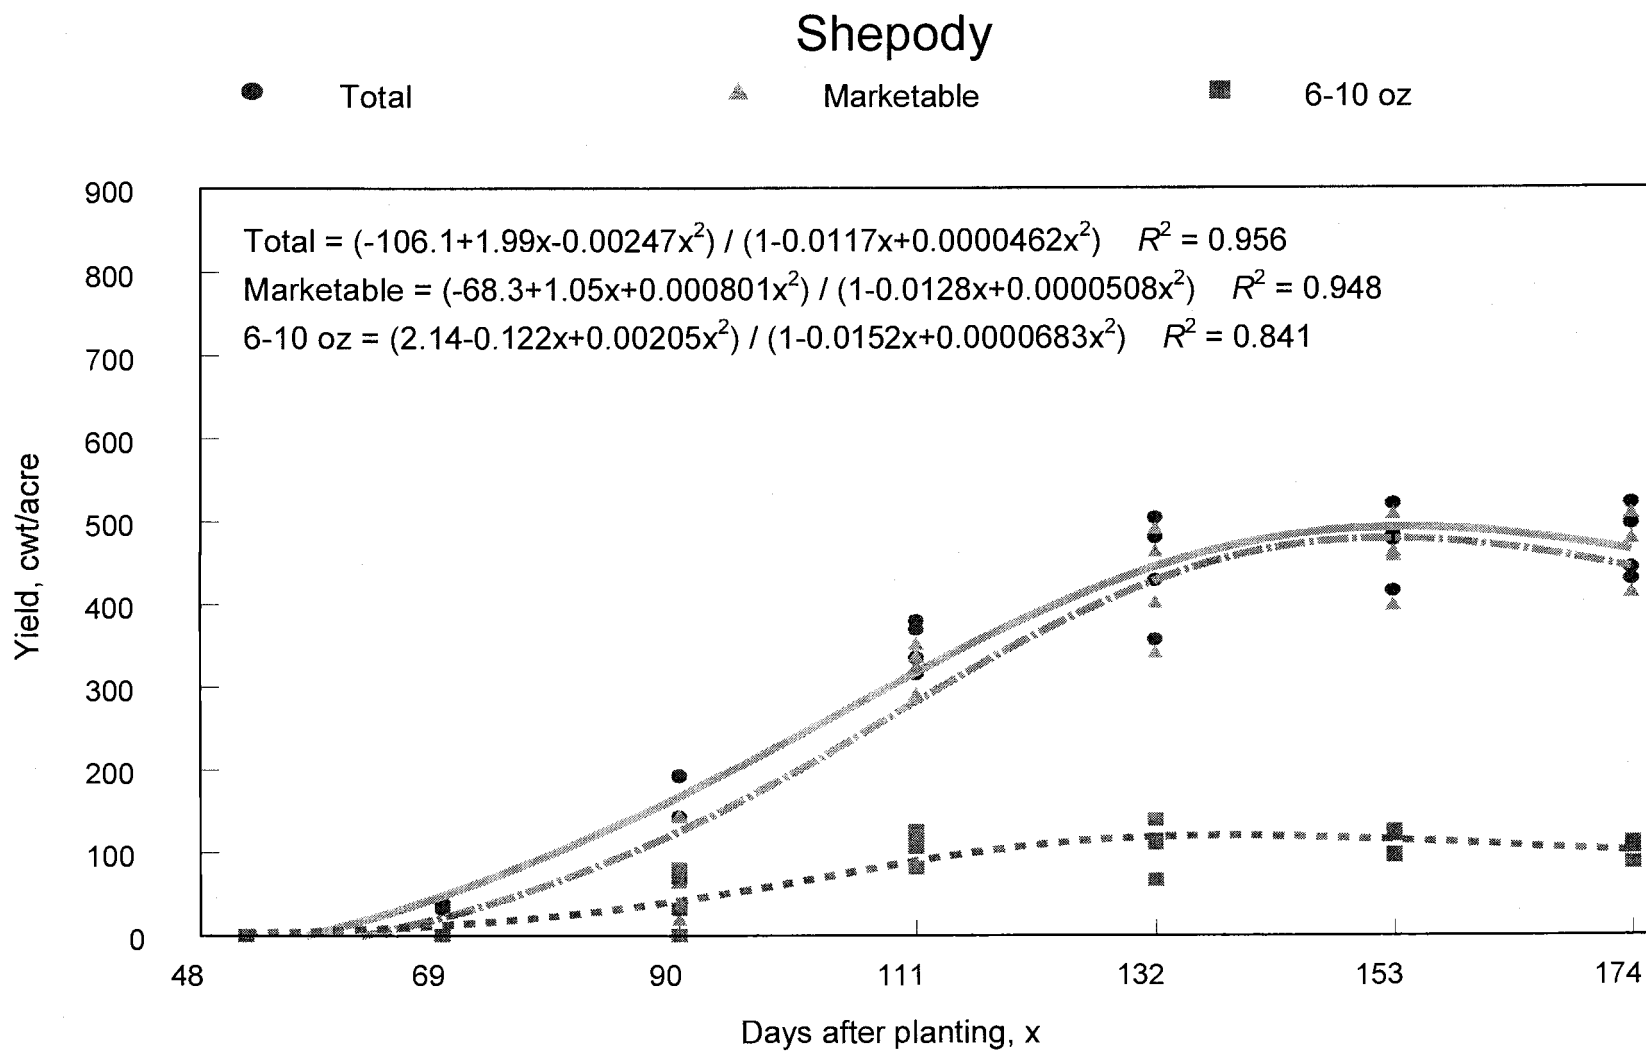 Shepody
Total Marketable 6-10 oz
900
Total = (-106.1+1.99x-0.00247x²) / (1-0.0117x+0.0000462x²) R² = 0.956
800
Marketable = (-68.3+1.05x+0.000801x²) / (1-0.0128x+0.0000508x²) R² = 0.948
6-10 oz = (2.14-0.122x+0.00205x²) / (1-0.0152x+0.0000683x²) R² = 0.841
700
600
500
400
300
200
100
0
Yield, cwt/acre
48 69 90 111 132 153 174
Days after planting, x